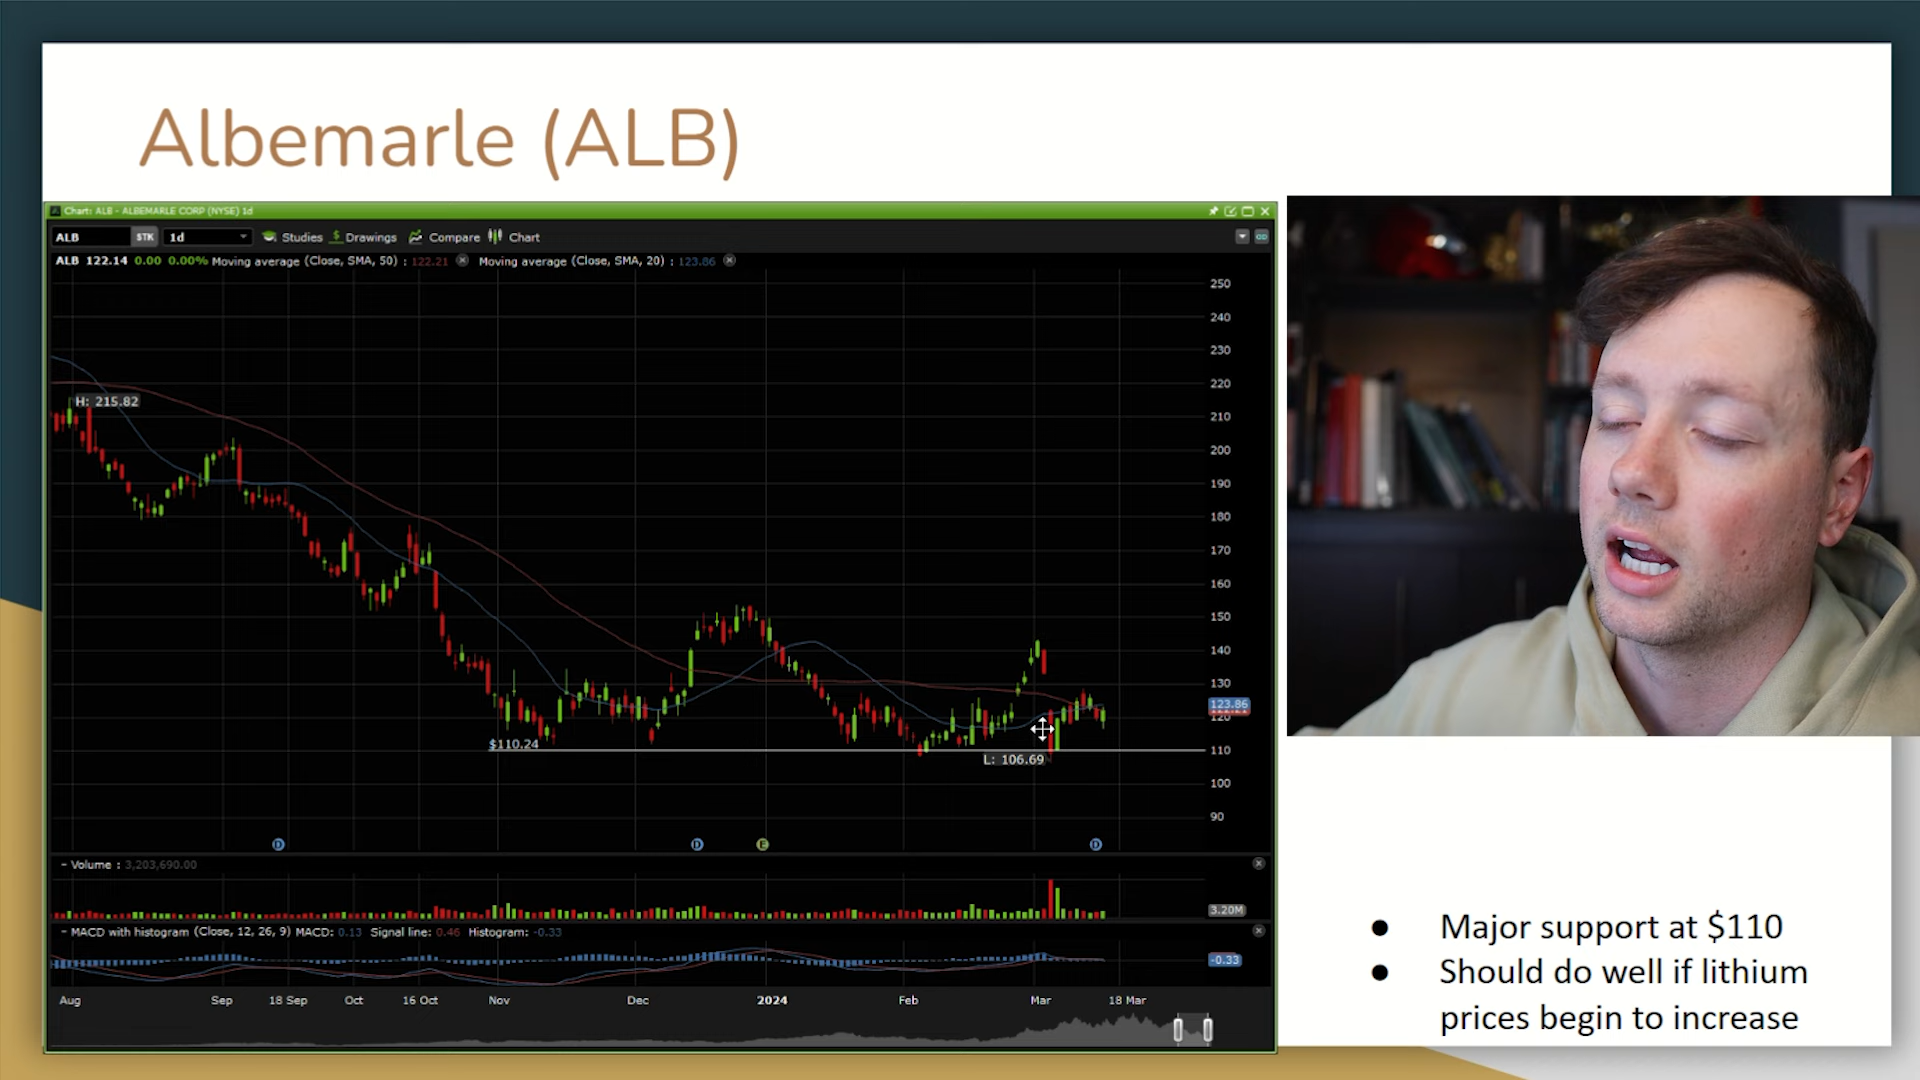 Albemarle (ALB)
Chart: ALB - ALBEMARLE CORP (NYSE) 1d
ALB STK 1d Studies Drawings Compare Chart
ALB 122.14 0.00 0.00% Moving average (Close, SMA, 50) : 122.21 Moving average (Close, SMA, 20) : 123.86
250
240
230
220
H: 215.82
210
200
190
180
170
160
150
140
130
123.86
120
$110.24
110
L: 106.69
100
90
D D E D
- Volume : 3,203,690.00
3.20M
- MACD with histogram (Close, 12, 26, 9) MACD: 0.13 Signal line: 0.46 Histogram: -0.33
-0.33
Aug Sep 18 Sep Oct 16 Oct Nov Dec 2024 Feb Mar 18 Mar
● Major support at $110
● Should do well if lithium
prices begin to increase